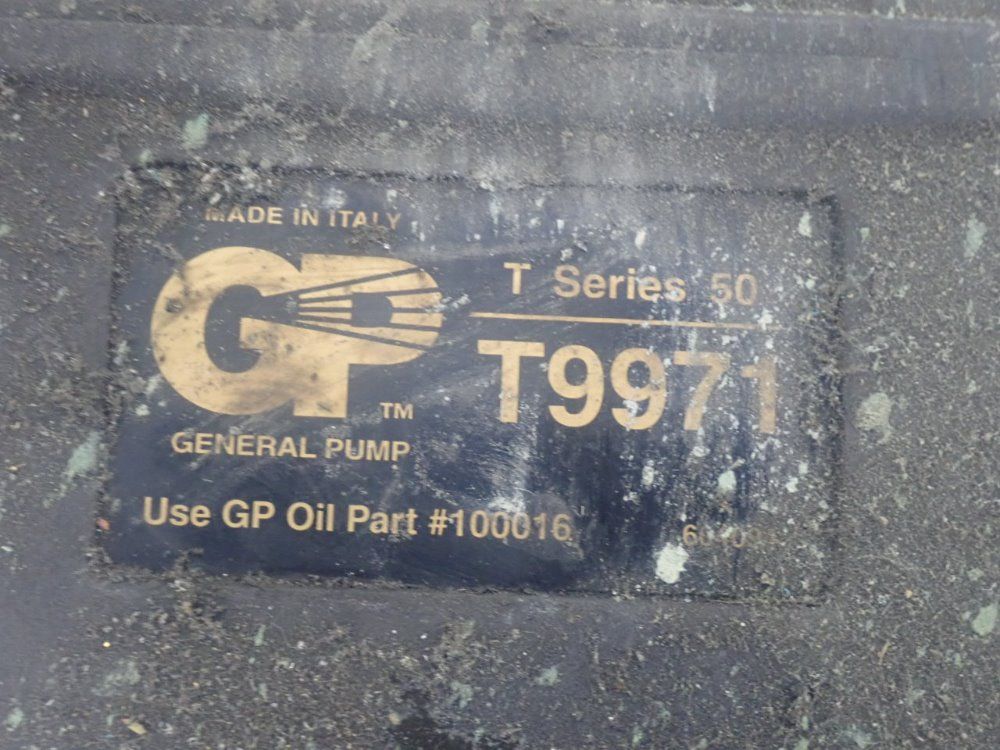 MADE IN ITALY
GP TM
GENERAL PUMP
T Series 50
T9971
Use GP Oil Part #100016